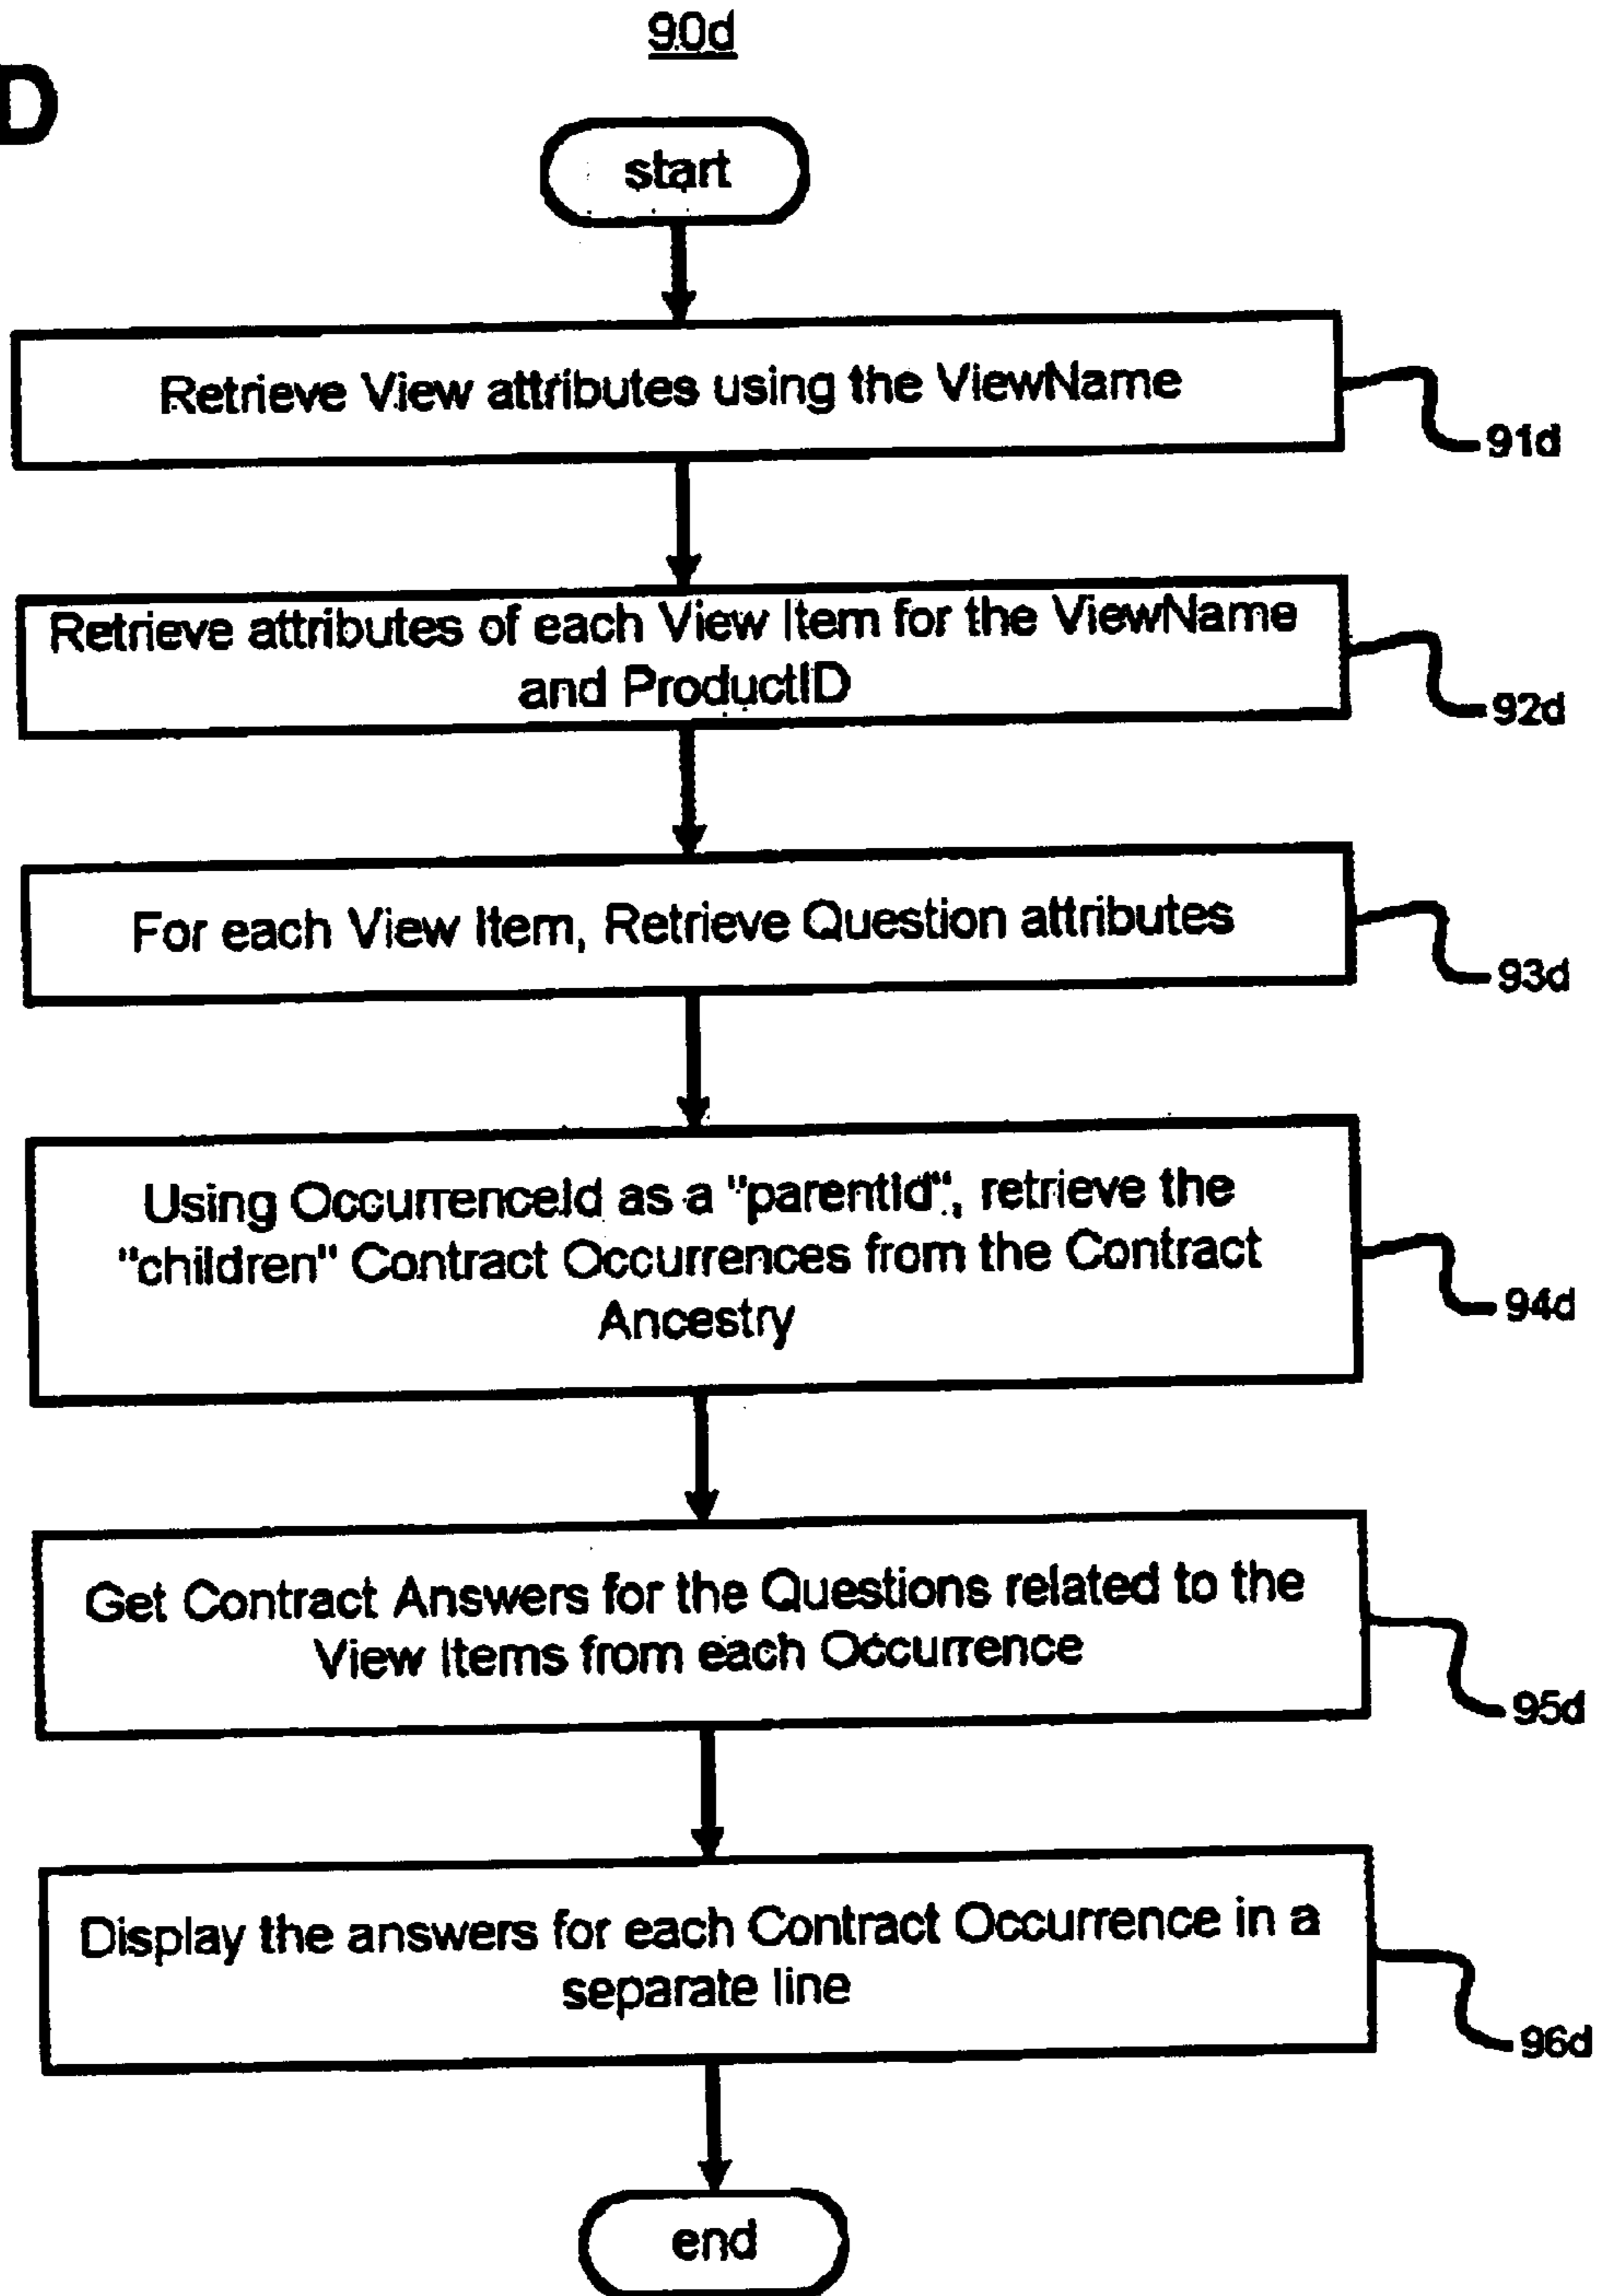 90d
D
start
Retrieve View attributes using the ViewName
91d
Retrieve attributes of each View Item for the ViewName
and ProductID
92d
For each View Item, Retrieve Question attributes
93d
Using OccurrenceId as a "parentId", retrieve the
"children" Contract Occurrences from the Contract
Ancestry
94d
Get Contract Answers for the Questions related to the
View Items from each Occurrence
95d
Display the answers for each Contract Occurrence in a
separate line
96d
end